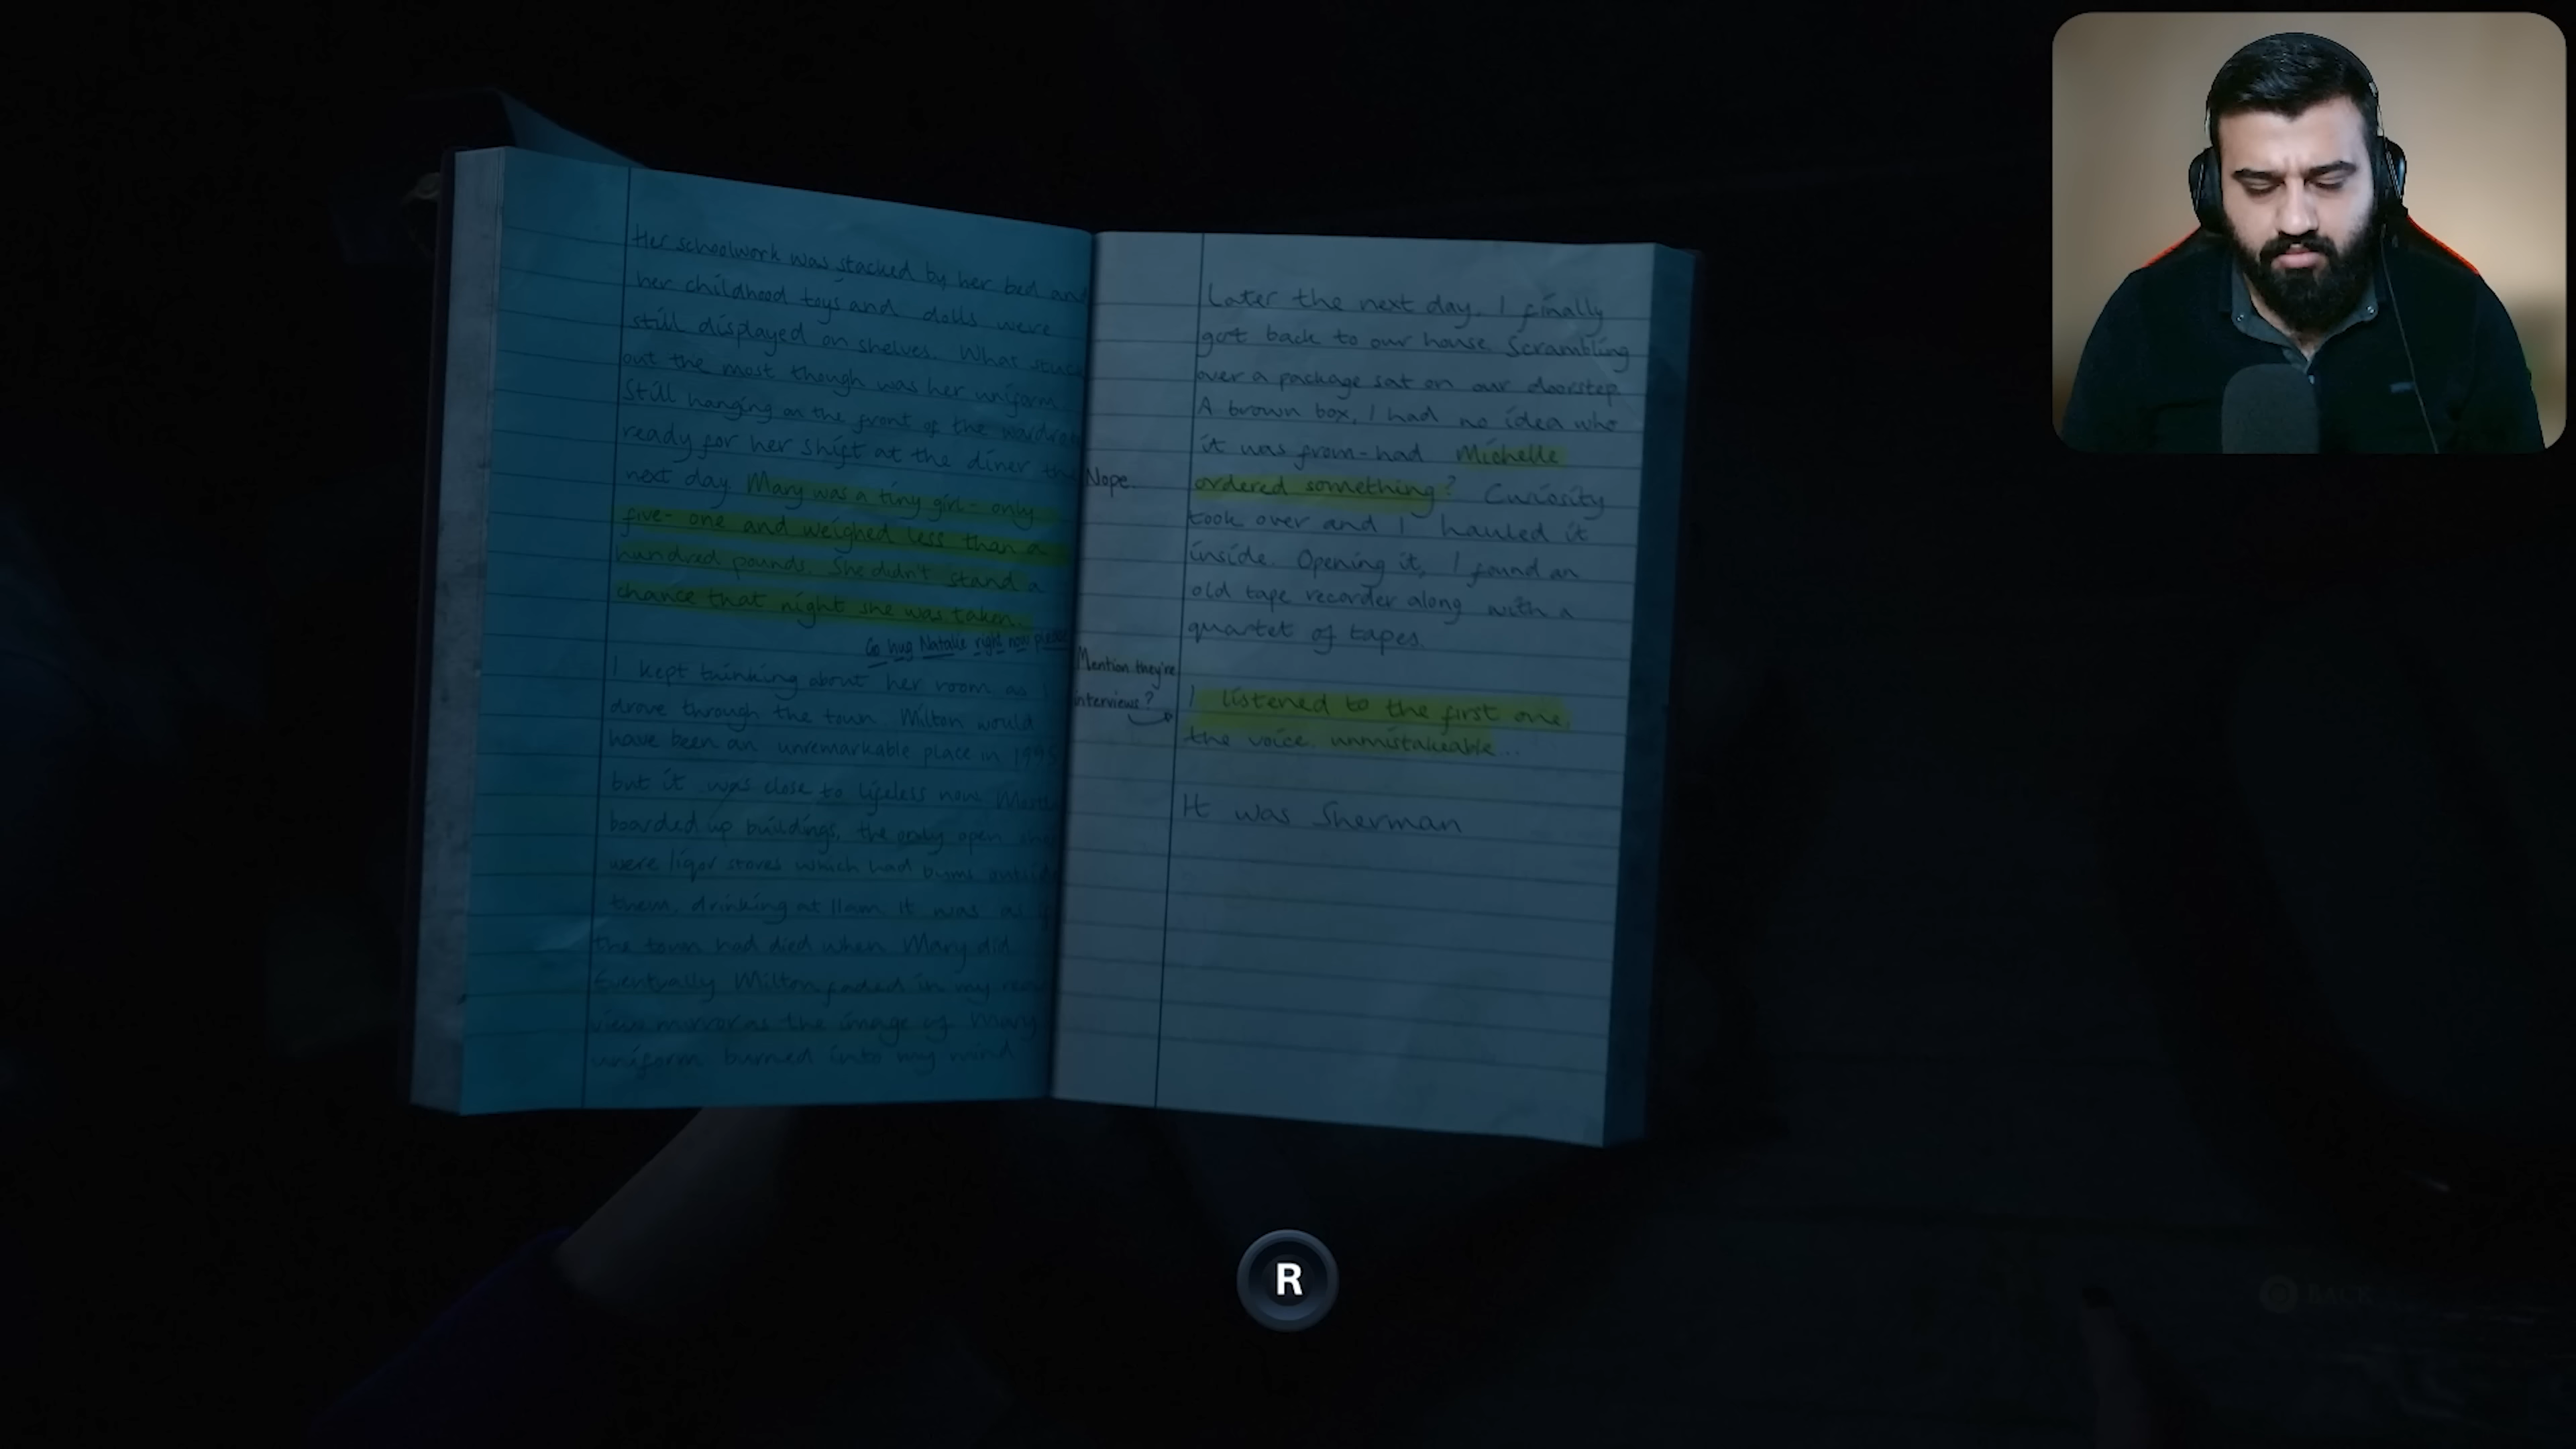 Her schoolwork was stacked by her bed and
her childhood toys and dolls were
still displayed on shelves. What stuck
out the most though was her uniform
Still hanging on the front of the
ready for her shift at the diner the
next day Mary was a tiny girl - only
five-one and weighed less than a
hundred pounds. She didn't stand a
chance that night she was taken.
Go hug Natalie right now please
I kept thinking about her room as I
drove through the town Milton would
have been an unremarkable place in 1995
but it was close to lifeless now
boarded up buildings, the only open
were liqor stores which had bums outside
them, drinking at 11am It was as if
the town had died when Mary did
Eventually Milton faded in my rear
view mirror as the image of Mary
uniform burned into my mind
Nope.
Mention they're
interviews?
Later the next day, I finally
got back to our house Scrambling
over a package sat on our doorstep.
A brown box, I had no idea who
it was from - had Michelle
ordered something? Curiosity
took over and I hauled it
inside. Opening it, I found an
old tape recorder along with a
quartet of tapes.
I listened to the first one,
the voice, unmistakeable...
It was Sherman
R
BACK